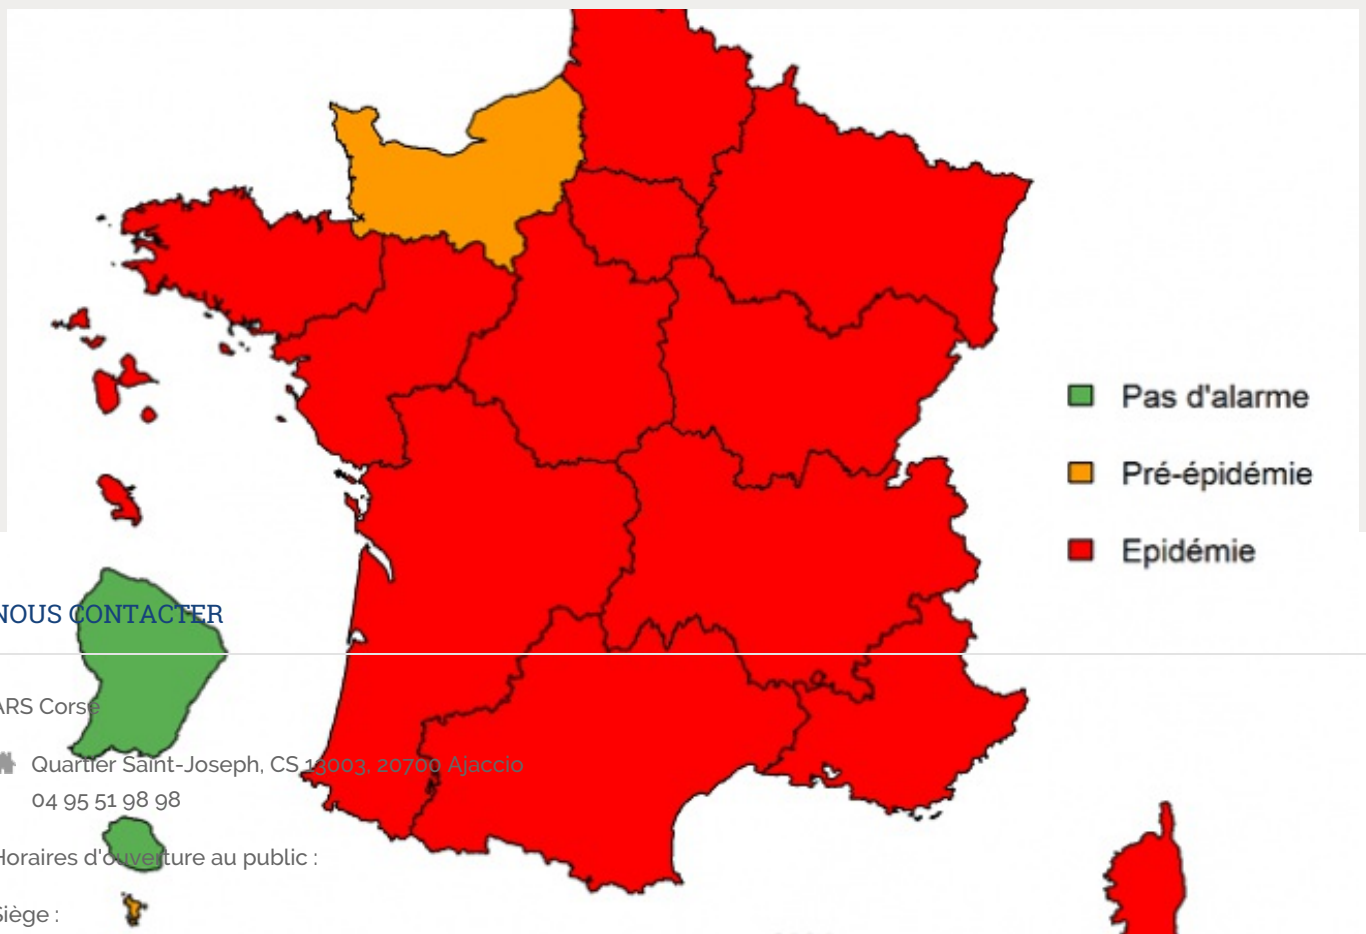 Pas d'alarme
Pré-épidémie
Epidémie
NOUS CONTACTER
ARS Corse
Quartier Saint-Joseph, CS 13003, 20700 Ajaccio
04 95 51 98 98
Horaires d'ouverture au public :
Siège :